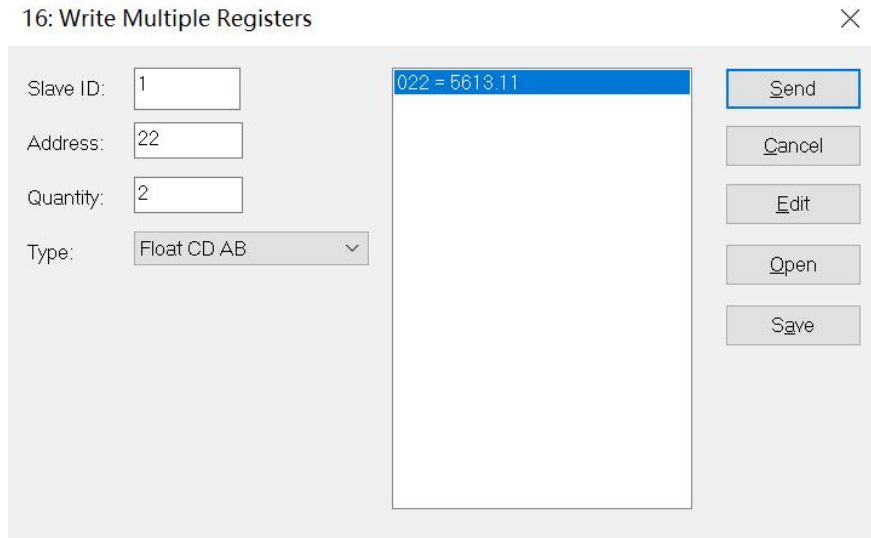 16: Write Multiple Registers
Slave ID: 1
Address: 22
Quantity: 2
Type: Float CD AB
022 = 5613.11
Send
Cancel
Edit
Open
Save